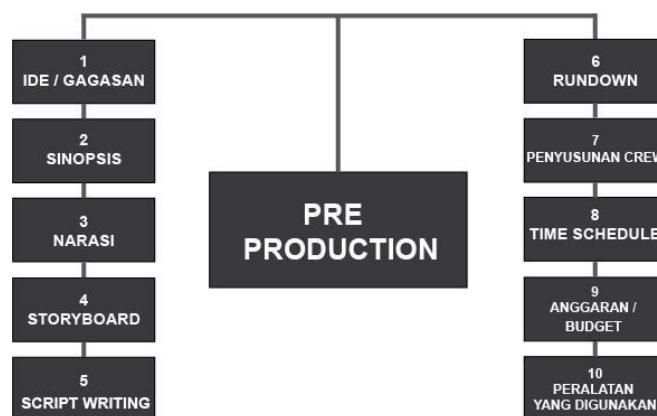 1
IDE / GAGASAN
2
SINOPSIS
3
NARASI
4
STORYBOARD
5
SCRIPT WRITING
PRE
PRODUCTION
6
RUNDOWN
7
PENYUSUNAN CREW
8
TIME SCHEDULE
9
ANGGARAN /
BUDGET
10
PERALATAN
YANG DIGUNAKAN